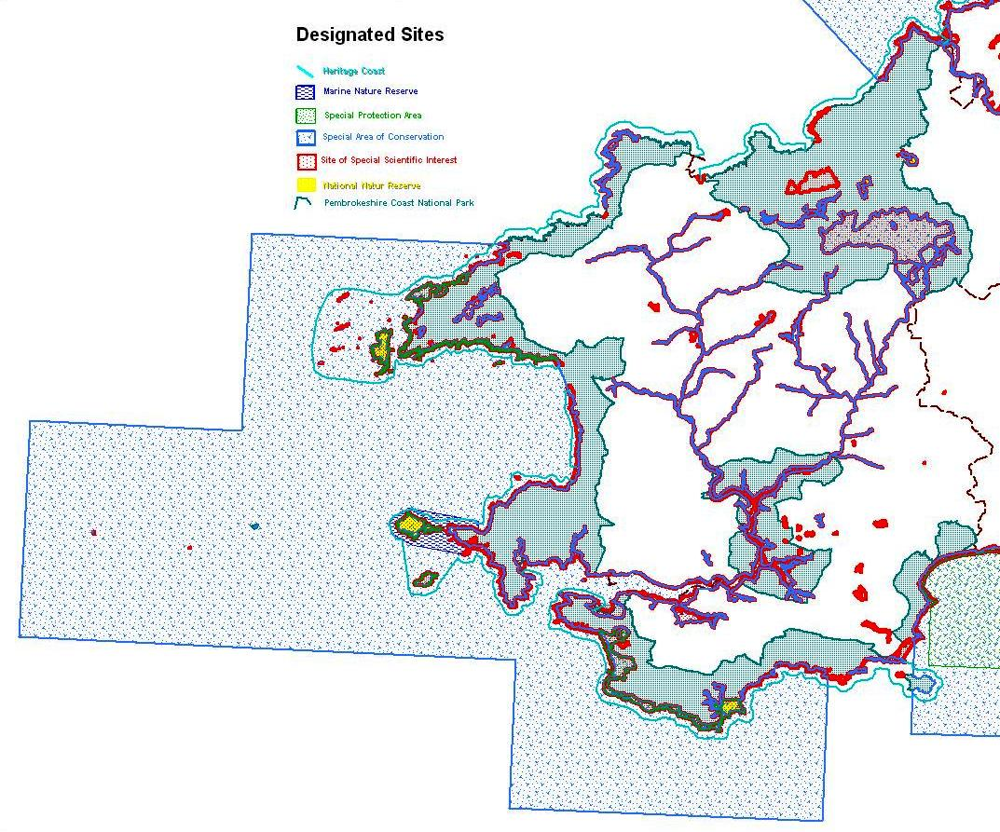 Designated Sites
Heritage Coast
Marine Nature Reserve
Special Protection Area
Special Area of Conservation
Site of Special Scientific Interest
National Natur Reserve
Pembrokeshire Coast National Park